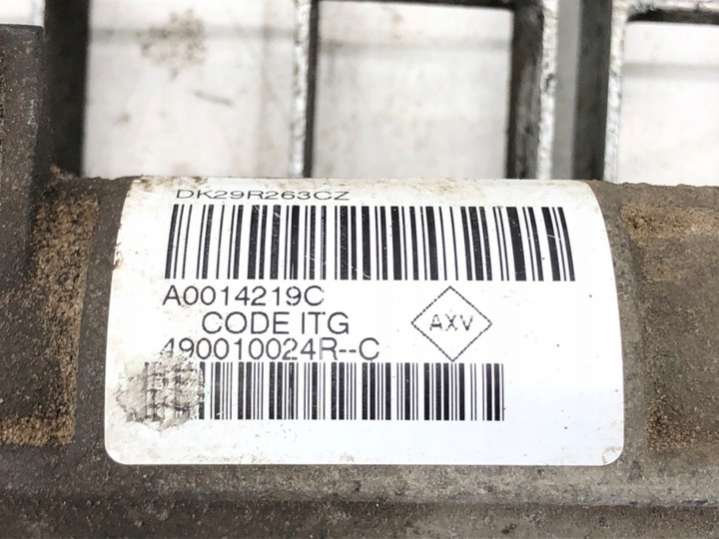 DK29R263CZ
A0014219C
CODE ITG
AXV
490010024R--C